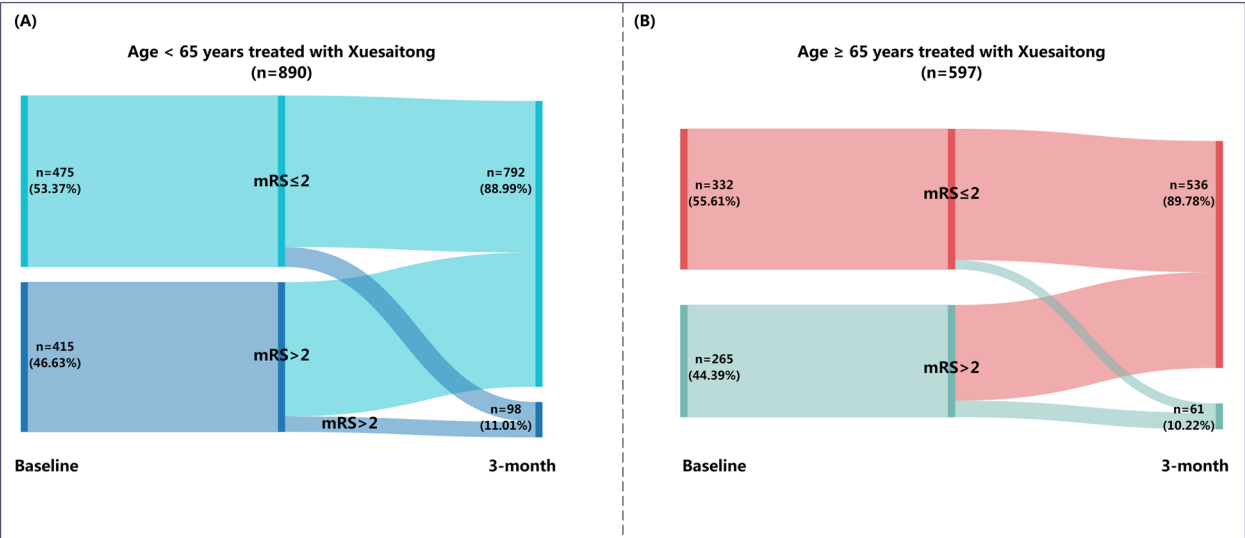 (A)
Age < 65 years treated with Xuesaitong
(n=890)
n=475
(53.37%)
mRS≤2
n=792
(88.99%)
n=415
(46.63%)
mRS>2
mRS>2
n=98
(11.01%)
Baseline
3-month
(B)
Age ≥ 65 years treated with Xuesaitong
(n=597)
n=332
(55.61%)
mRS≤2
n=536
(89.78%)
n=265
(44.39%)
mRS>2
n=61
(10.22%)
Baseline
3-month